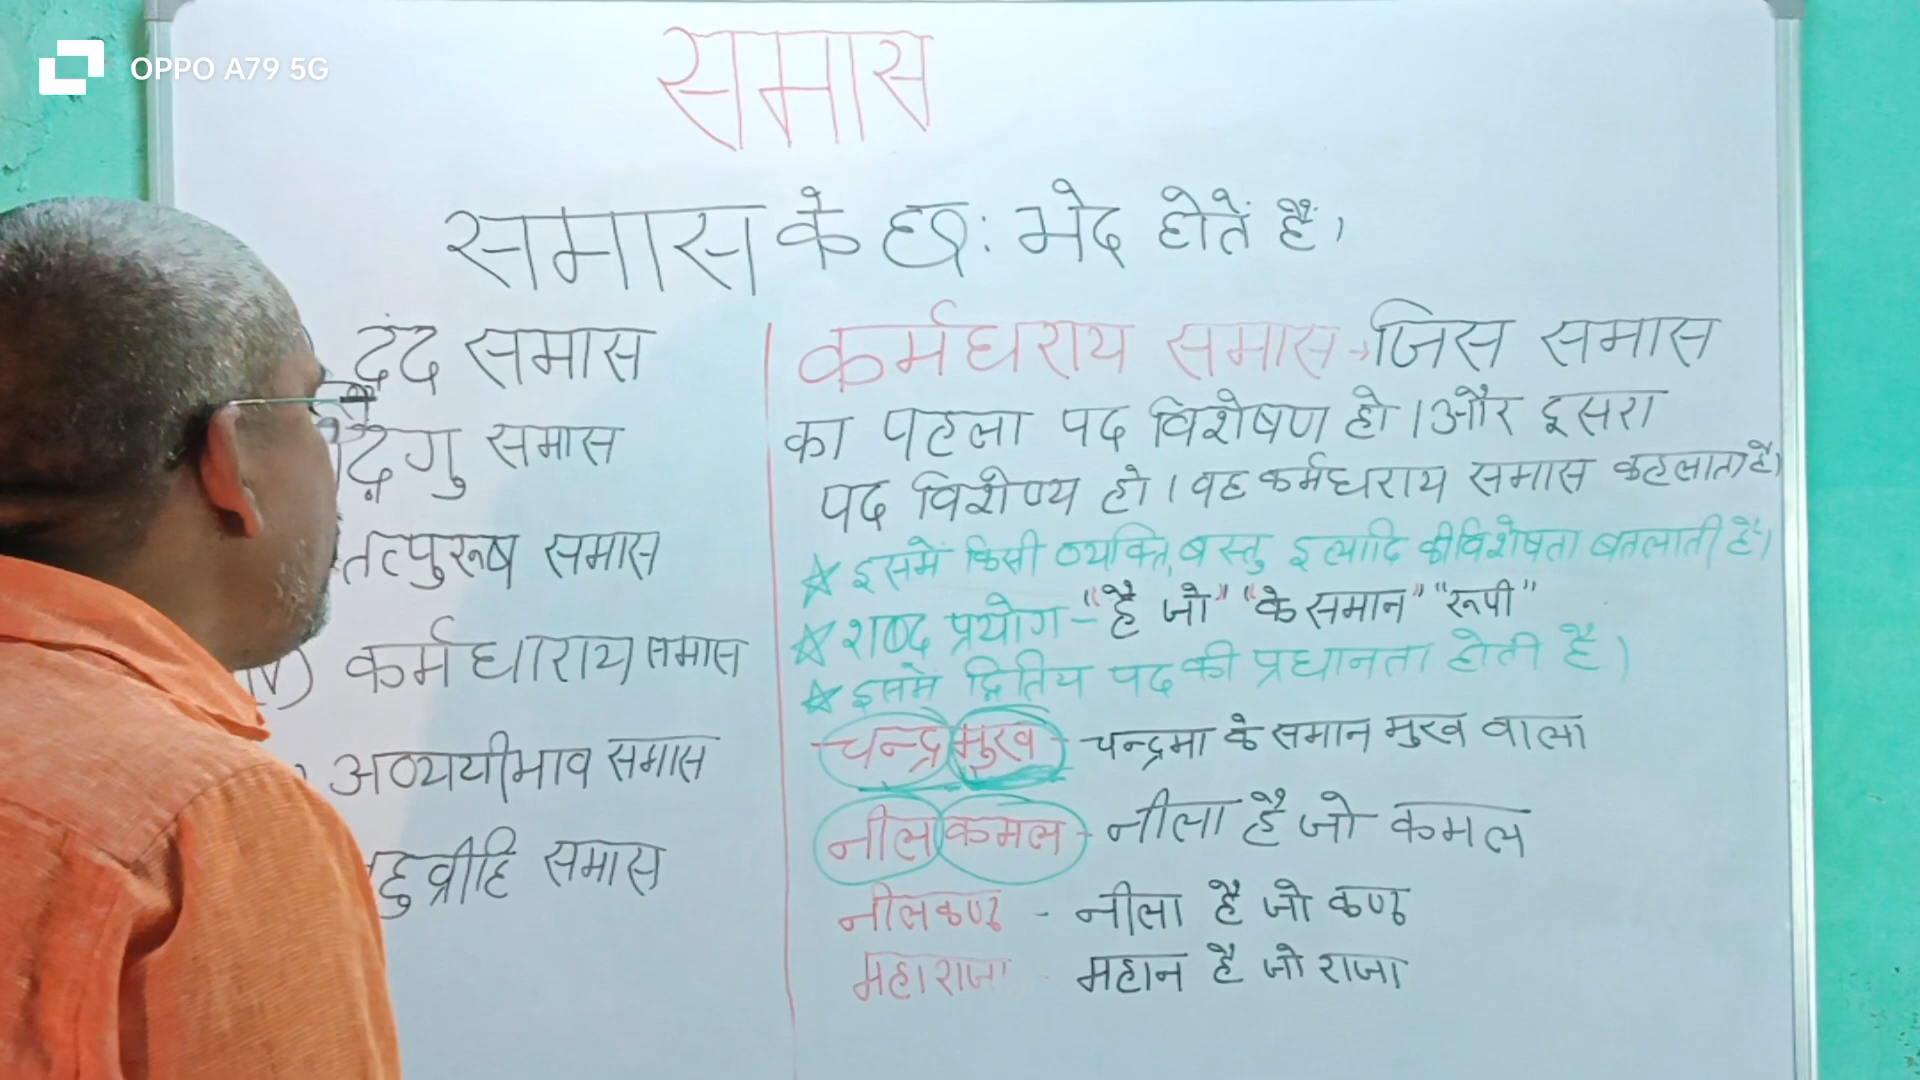 OPPO A79 5G
समास
समास के छः भेद होतें हैं।
दंद समास
द्विगु समास
तत्पुरूष समास
IV) कर्मधाराय समास
अव्ययीभाव समास
हुव्रीहि समास
कर्मधराय समास → जिस समास
का पहला पद विशेषण हो। और दूसरा
पद विशेष्य हो। वह कर्मधराय समास कहलाता है।
☆ इसमें किसी व्यक्ति, वस्तु इत्यादि की विशेषता बतलाती है।
☆ शब्द प्रयोग - "है जो" "के समान" "रूपी"
☆ इसमें द्वितिय पद की प्रधानता होती है।
चन्द्रमुख - चन्द्रमा के समान मुख वाला
नीलकमल - नीला है जो कमल
नीलकण्ठ - नीला है जो कण्ठ
महाराजा - महान है जो राजा